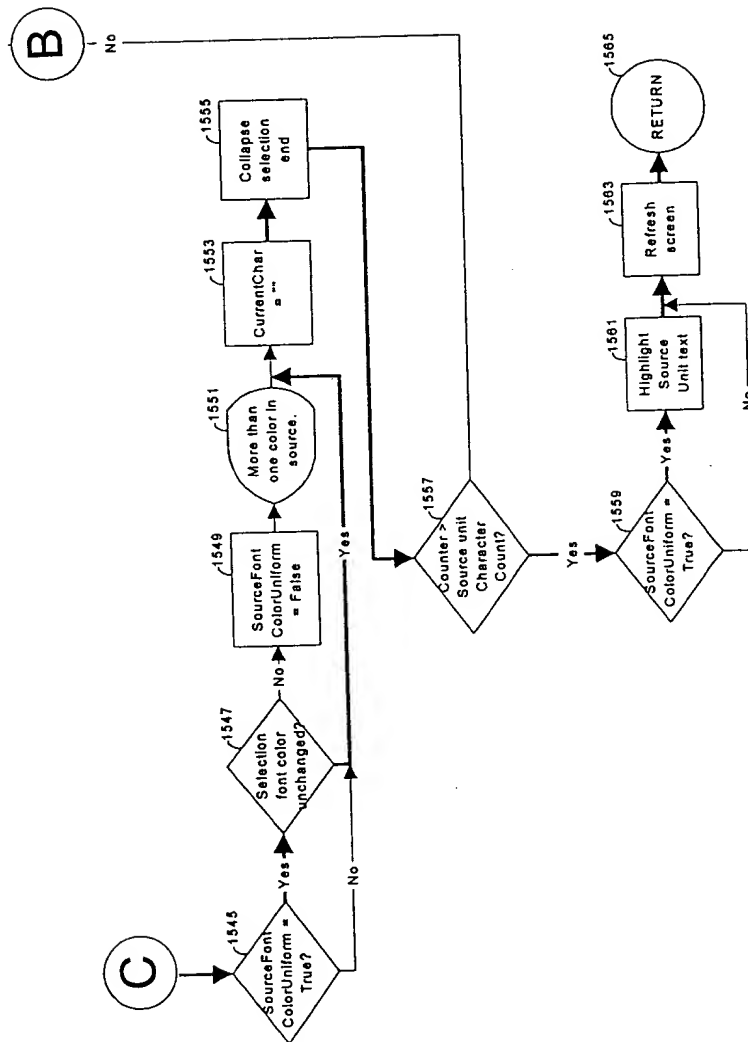 C
1545
SourceFont
ColorUniform =
True?
Yes
No
1547
Selection
font color
unchanged?
No
Yes
1549
SourceFont
ColorUniform
= False
1551
More than
one color in
source.
1553
CurrentChar
= ""
1555
Collapse
selection
end
1557
Counter >
Source unit
Character
Count?
No
B
Yes
1559
SourceFont
ColorUniform =
True?
Yes
No
1561
Highlight
Source
Unit text
1563
Refresh
screen
1565
RETURN